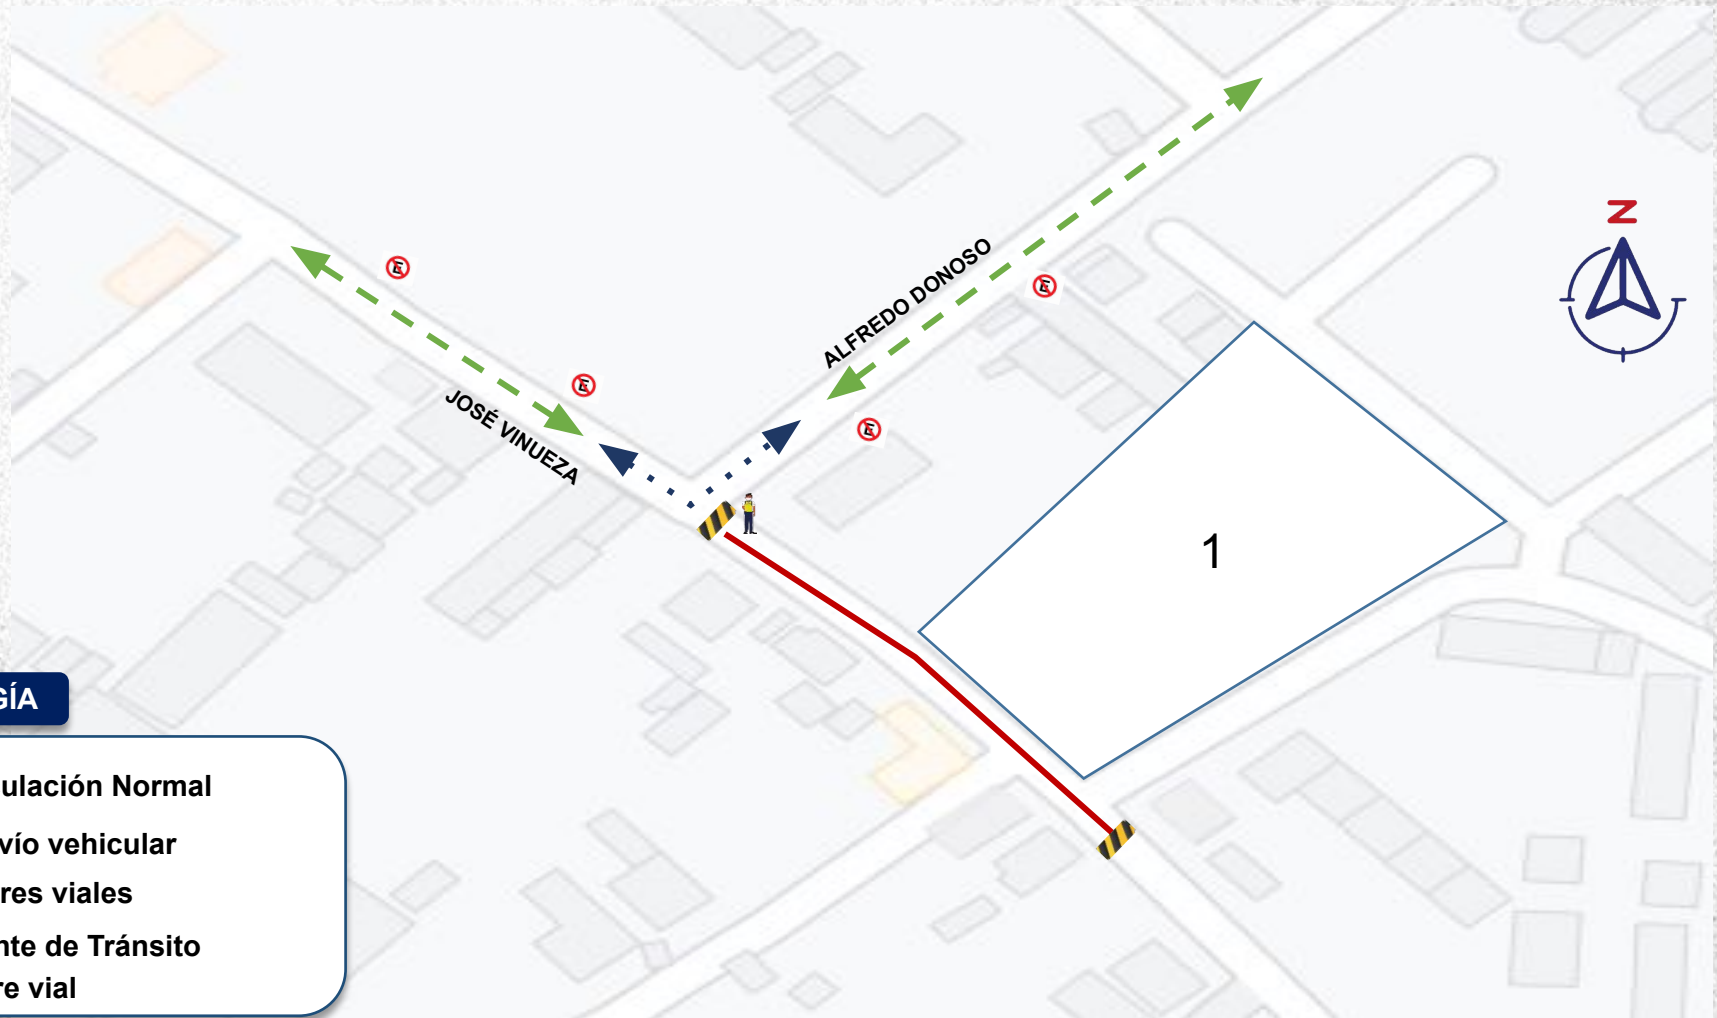 N
ALFREDO DONOSO
JOSÉ VINUEZA
E
E
E
E
1
GÍA
ulación Normal
vío vehicular
res viales
nte de Tránsito
re vial